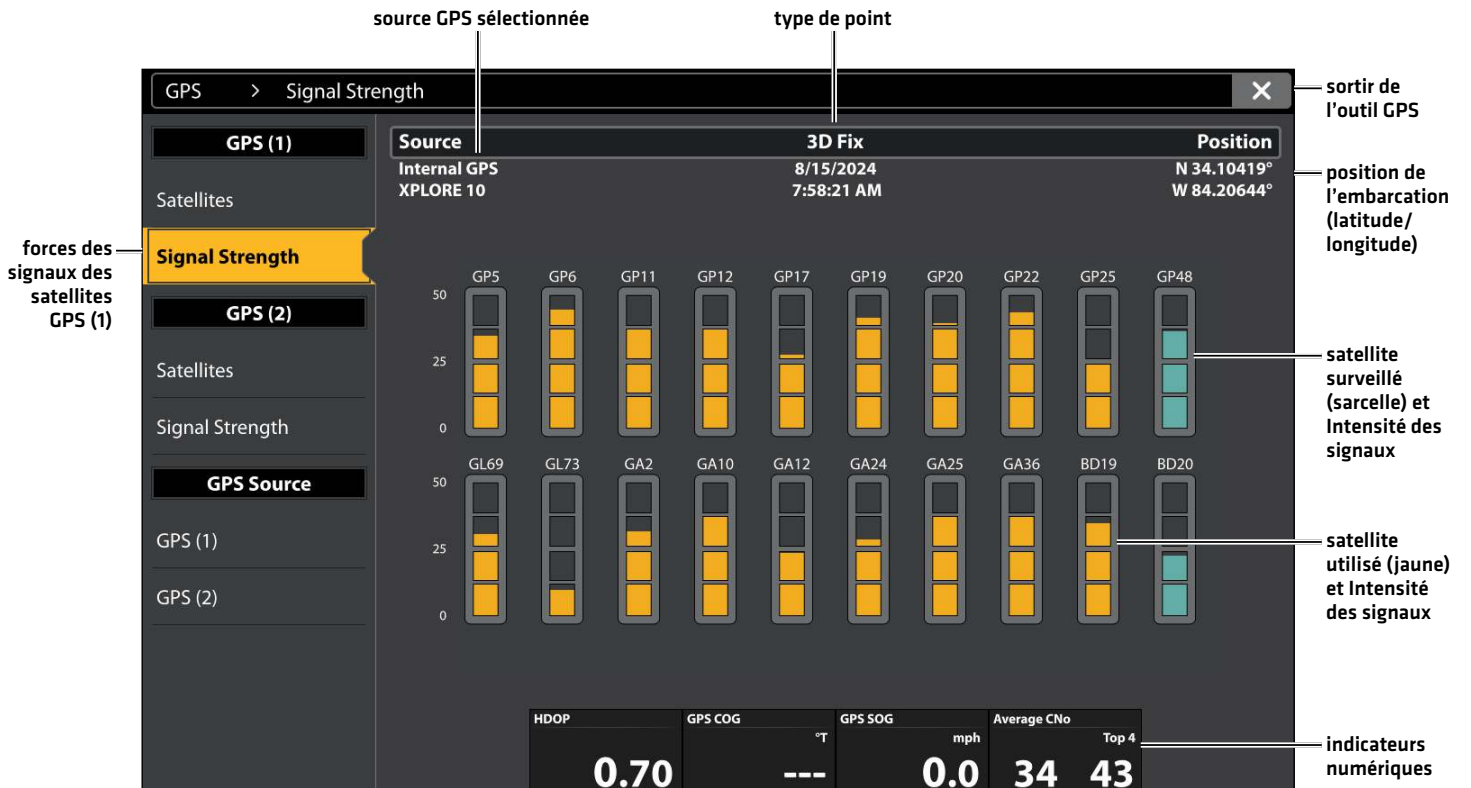 source GPS sélectionnée
type de point
GPS > Signal Strength
sortir de
l’outil GPS
GPS (1)
Satellites
Signal Strength
GPS (2)
Satellites
Signal Strength
GPS Source
GPS (1)
GPS (2)
forces des
signaux des
satellites
GPS (1)
Source 3D Fix Position
Internal GPS 8/15/2024 N 34.10419°
XPLORE 10 7:58:21 AM W 84.20644°
position de
l’embarcation
(latitude/
longitude)
GP5 GP6 GP11 GP12 GP17 GP19 GP20 GP22 GP25 GP48
50
25
0
satellite
surveillé
(sarcelle) et
Intensité des
signaux
GL69 GL73 GA2 GA10 GA12 GA24 GA25 GA36 BD19 BD20
50
25
0
satellite
utilisé (jaune)
et Intensité
des signaux
HDOP GPS COG GPS SOG Average CNo
°T mph Top 4
0.70 --- 0.0 34 43
indicateurs
numériques